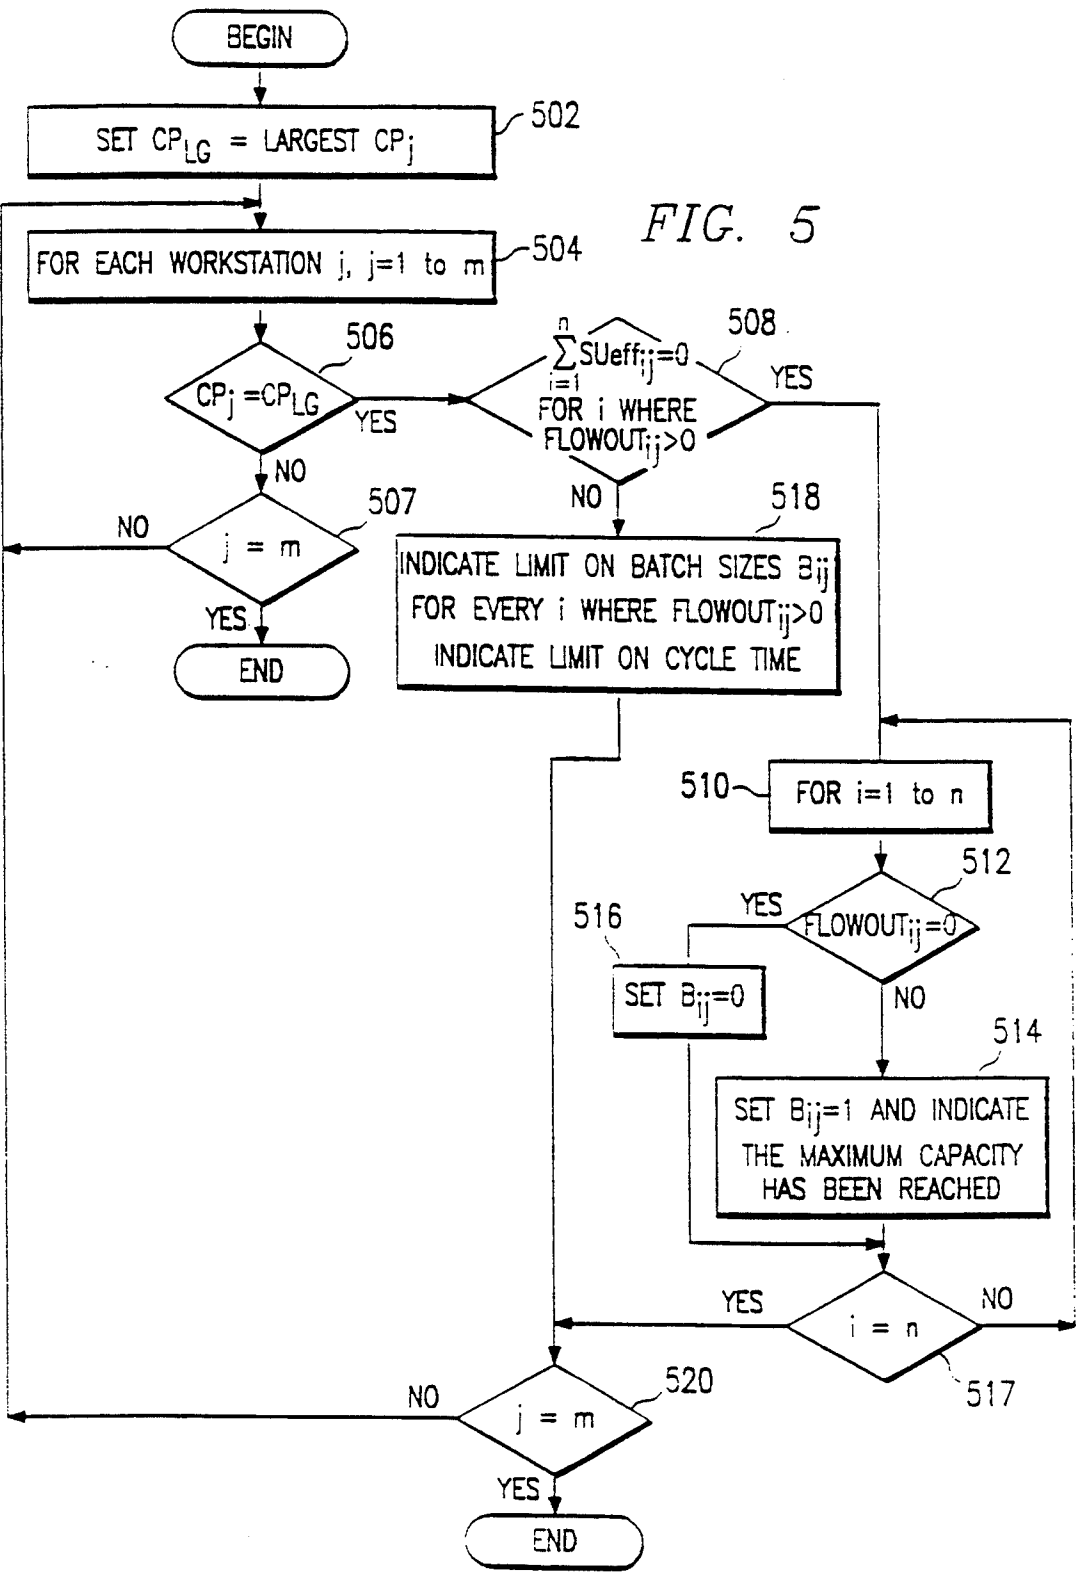 BEGIN
502
SET CP_LG = LARGEST CP_j
FIG. 5
504
FOR EACH WORKSTATION j, j=1 to m
506
CP_j=CP_LG
YES
NO
508
n
∑SUeff_ij=0
i=1
FOR i WHERE
FLOWOUT_ij>0
YES
NO
507
j = m
NO
YES
END
518
INDICATE LIMIT ON BATCH SIZES B_ij
FOR EVERY i WHERE FLOWOUT_ij>0
INDICATE LIMIT ON CYCLE TIME
510
FOR i=1 to n
512
FLOWOUT_ij=0
YES
NO
516
SET B_ij=0
514
SET B_ij=1 AND INDICATE
THE MAXIMUM CAPACITY
HAS BEEN REACHED
i = n
YES
NO
517
520
j = m
NO
YES
END